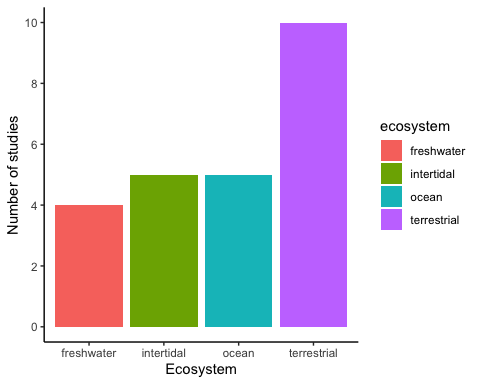 10
8
6
4
2
0
Number of studies
freshwater intertidal ocean terrestrial
Ecosystem
ecosystem
freshwater
intertidal
ocean
terrestrial